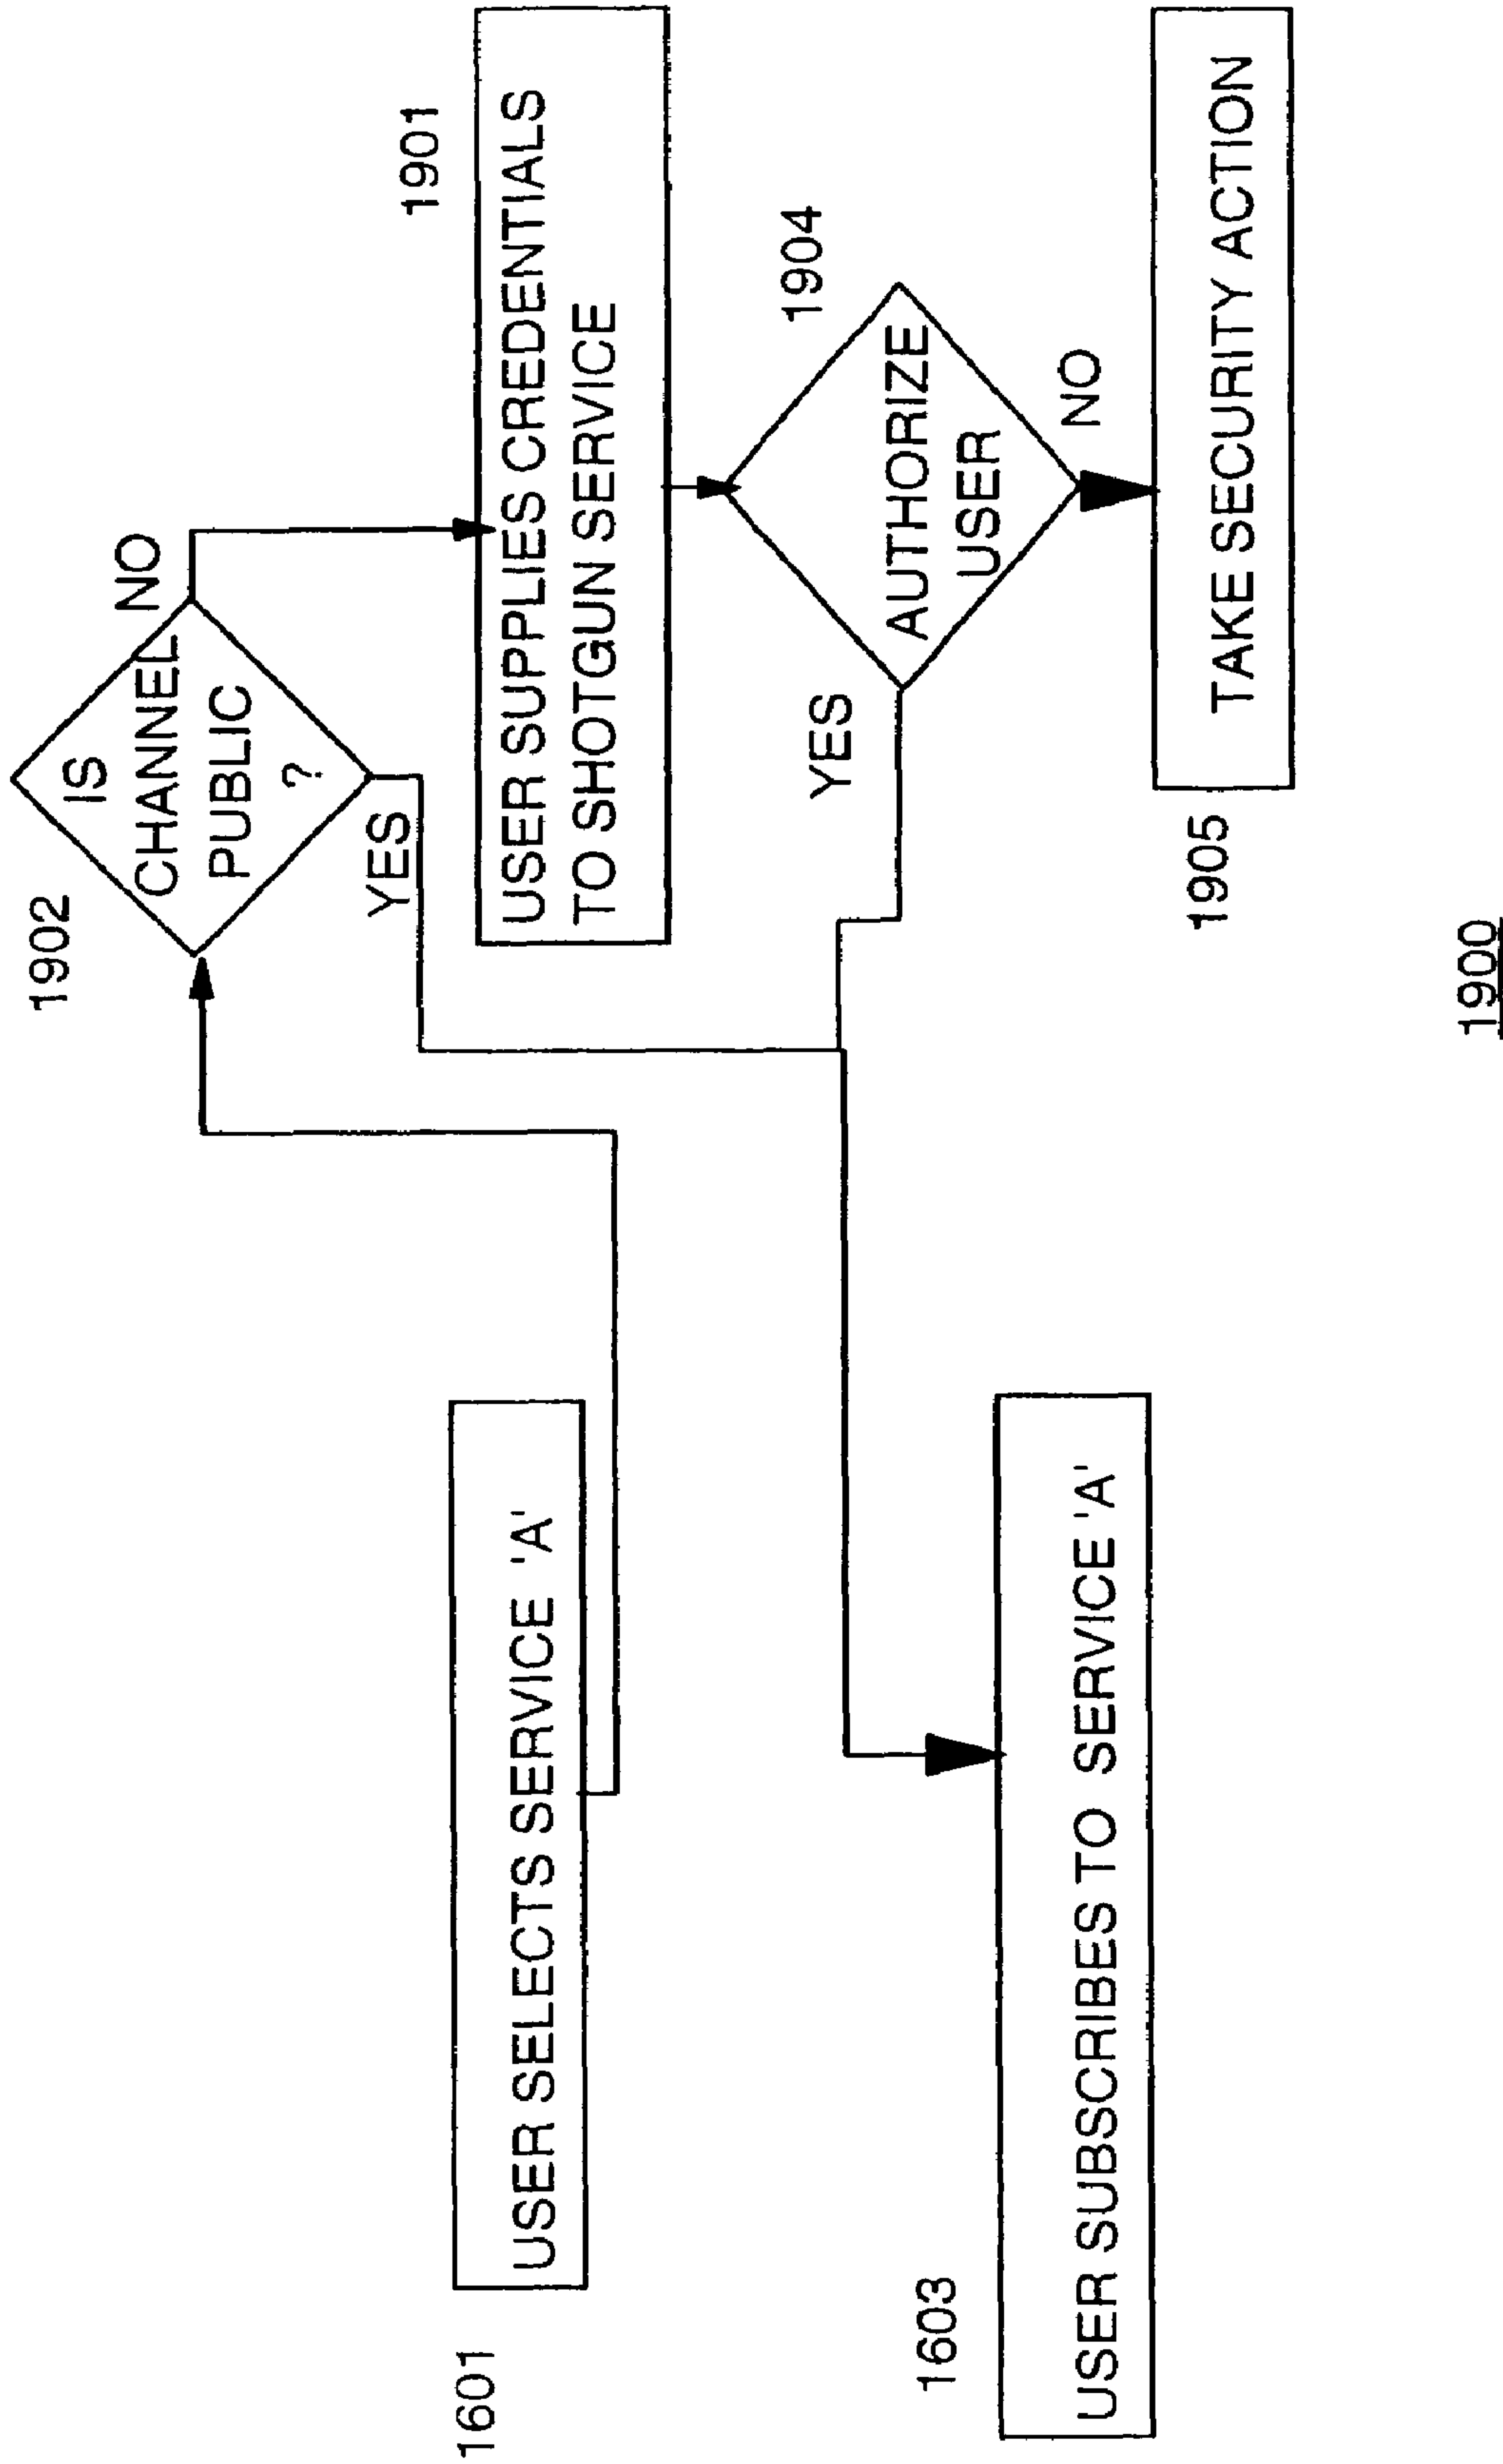 1601
USER SELECTS SERVICE 'A'
1603
USER SUBSCRIBES TO SERVICE 'A'
1902
IS
CHANNEL
PUBLIC
?
NO
YES
1901
USER SUPPLIES CREDENTIALS
TO SHOTGUN SERVICE
1904
AUTHORIZE
USER
YES
NO
1905
TAKE SECURITY ACTION
1900